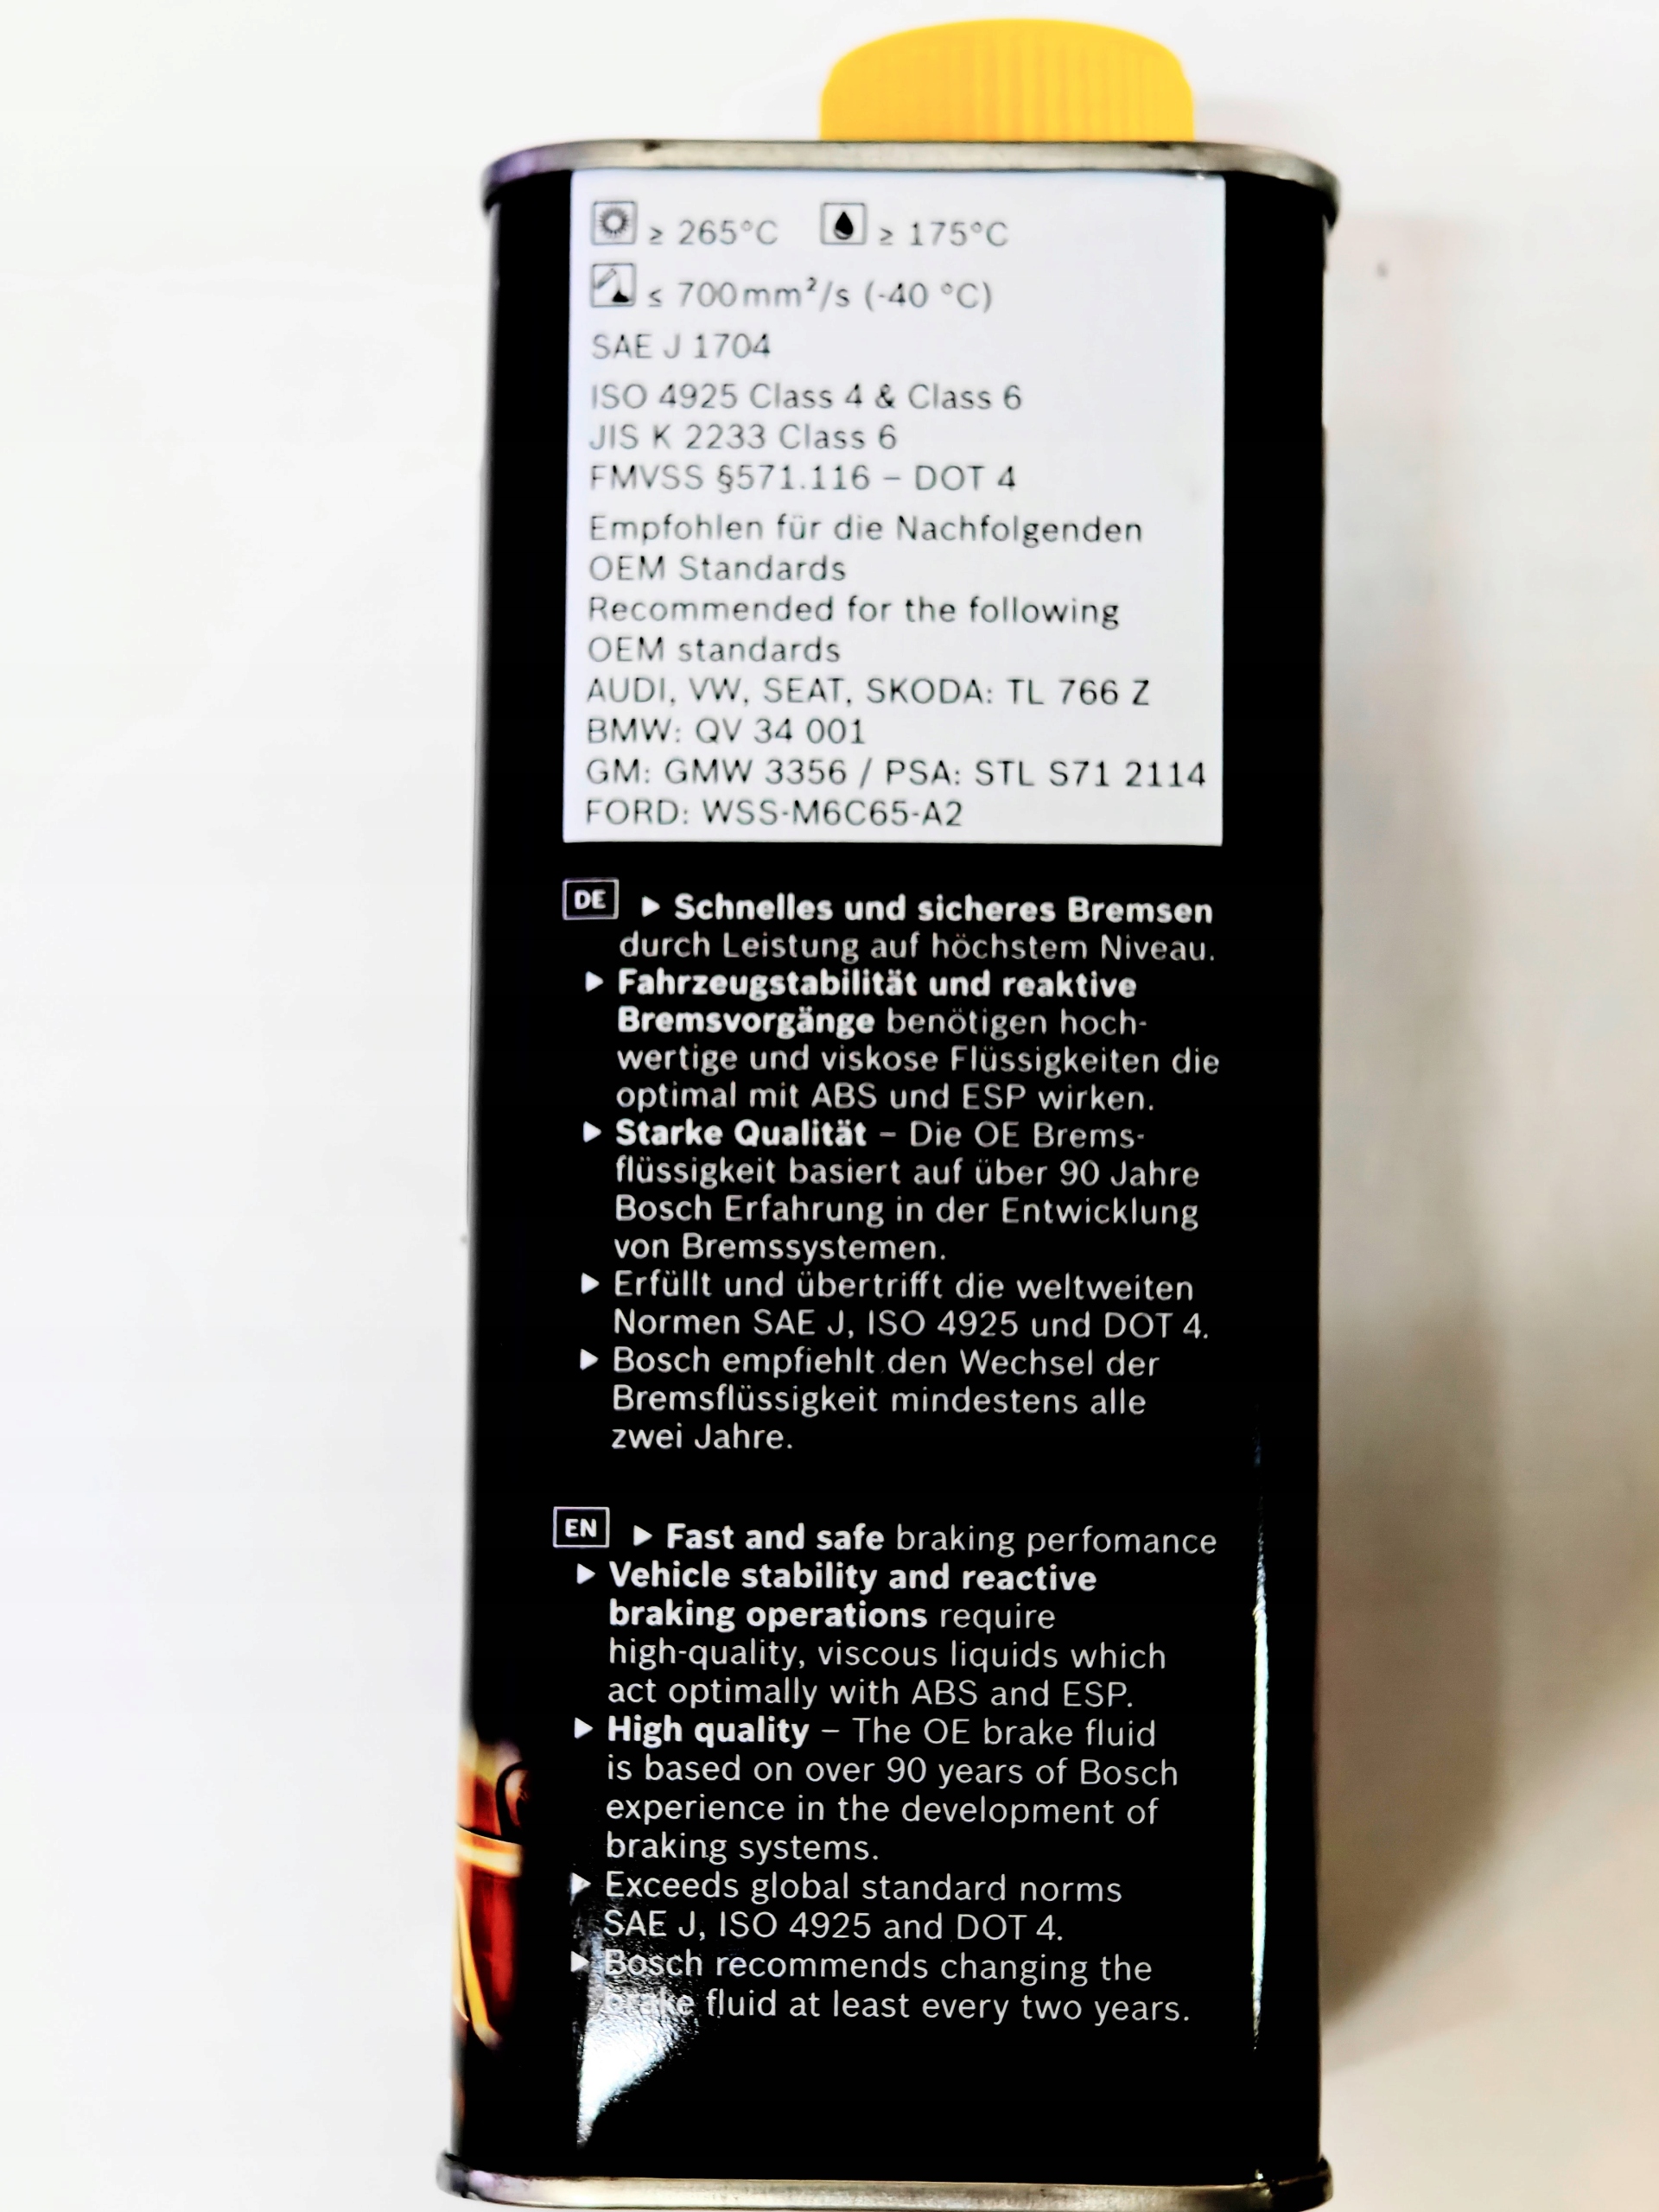 ≥ 265°C ≥ 175°C
≤ 700mm²/s (-40 °C)
SAE J 1704
ISO 4925 Class 4 & Class 6
JIS K 2233 Class 6
FMVSS §571.116 – DOT 4
Empfohlen für die Nachfolgenden
OEM Standards
Recommended for the following
OEM standards
AUDI, VW, SEAT, SKODA: TL 766 Z
BMW: QV 34 001
GM: GMW 3356 / PSA: STL S71 2114
FORD: WSS-M6C65-A2
DE ▶ Schnelles und sicheres Bremsen
durch Leistung auf höchstem Niveau.
▶ Fahrzeugstabilität und reaktive
Bremsvorgänge benötigen hoch-
wertige und viskose Flüssigkeiten die
optimal mit ABS und ESP wirken.
▶ Starke Qualität – Die OE Brems-
flüssigkeit basiert auf über 90 Jahre
Bosch Erfahrung in der Entwicklung
von Bremssystemen.
▶ Erfüllt und übertrifft die weltweiten
Normen SAE J, ISO 4925 und DOT 4.
▶ Bosch empfiehlt den Wechsel der
Bremsflüssigkeit mindestens alle
zwei Jahre.
EN ▶ Fast and safe braking perfomance
▶ Vehicle stability and reactive
braking operations require
high-quality, viscous liquids which
act optimally with ABS and ESP.
▶ High quality – The OE brake fluid
is based on over 90 years of Bosch
experience in the development of
braking systems.
▶ Exceeds global standard norms
SAE J, ISO 4925 and DOT 4.
▶ Bosch recommends changing the
brake fluid at least every two years.